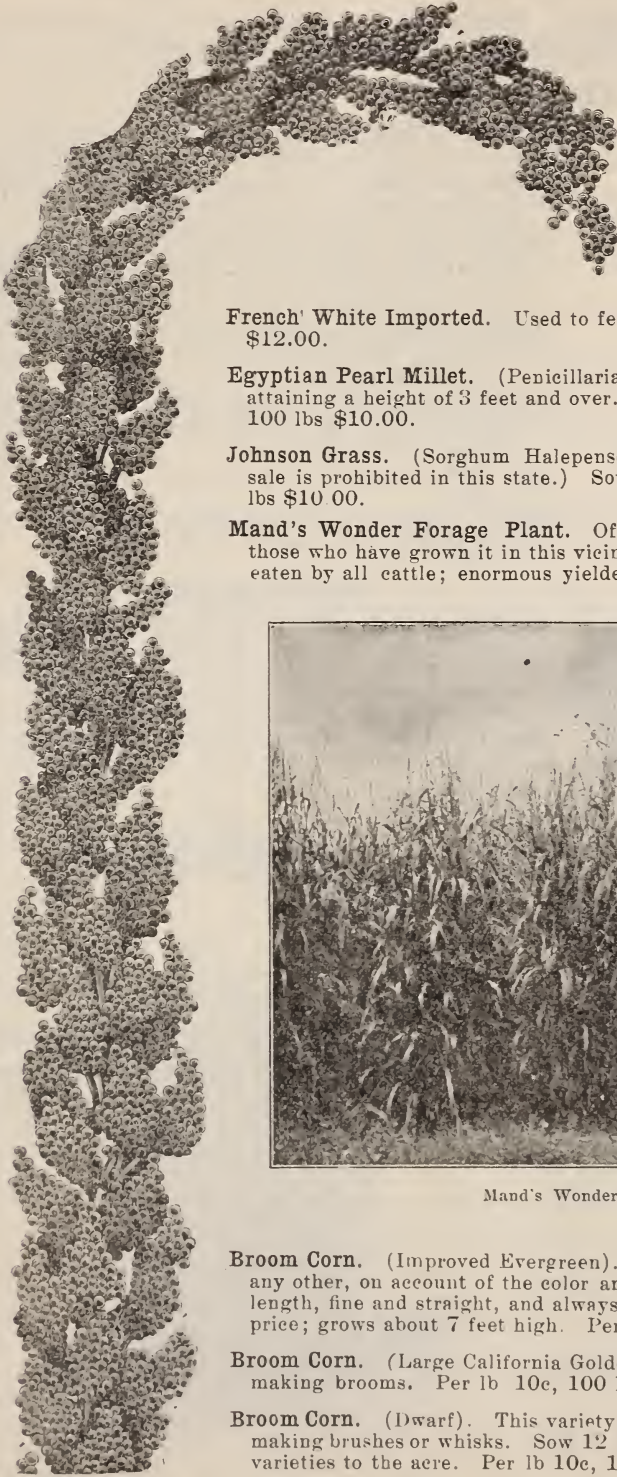 French' White Imported. Used to fe
$12.00.
Egyptian Pearl Millet. (Penicillaria
attaining a height of 3 feet and over.
100 lbs $10.00.
Johnson Grass. (Sorghum Halepens
sale is prohibited in this state.) So
lbs $10 00.
Mand's Wonder Forage Plant. Of
those who have grown it in this vicin
eaten by all cattle; enormous yielde
Mand's Wonder
Broom Corn. (Improved Evergreen).
any other, on account of the color an
length, fine and straight, and always
price; grows about 7 feet high. Per
Broom Corn. (Large California Gold
making brooms. Per lb 10c, 100
Broom Corn. (Dwarf). This variety
making brushes or whisks. Sow 12
varieties to the acre. Per lb 10c, 1